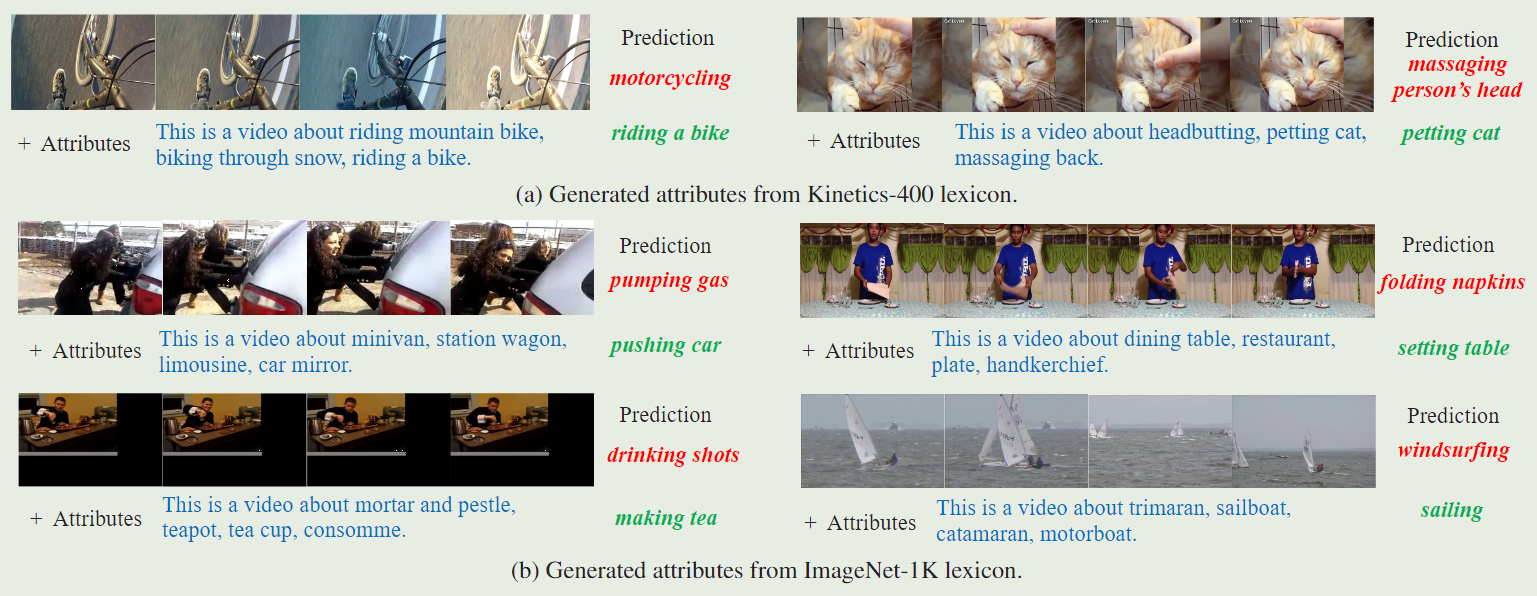 Prediction
motorcycling
+ Attributes
This is a video about riding mountain bike,
biking through snow, riding a bike.
riding a bike
Prediction
massaging
person's head
+ Attributes
This is a video about headbutting, petting cat,
massaging back.
petting cat
(a) Generated attributes from Kinetics-400 lexicon.
Prediction
pumping gas
+ Attributes
This is a video about minivan, station wagon,
limousine, car mirror.
pushing car
Prediction
folding napkins
+ Attributes
This is a video about dining table, restaurant,
plate, handkerchief.
setting table
Prediction
drinking shots
+ Attributes
This is a video about mortar and pestle,
teapot, tea cup, consomme.
making tea
Prediction
windsurfing
+ Attributes
This is a video about trimaran, sailboat,
catamaran, motorboat.
sailing
(b) Generated attributes from ImageNet-1K lexicon.